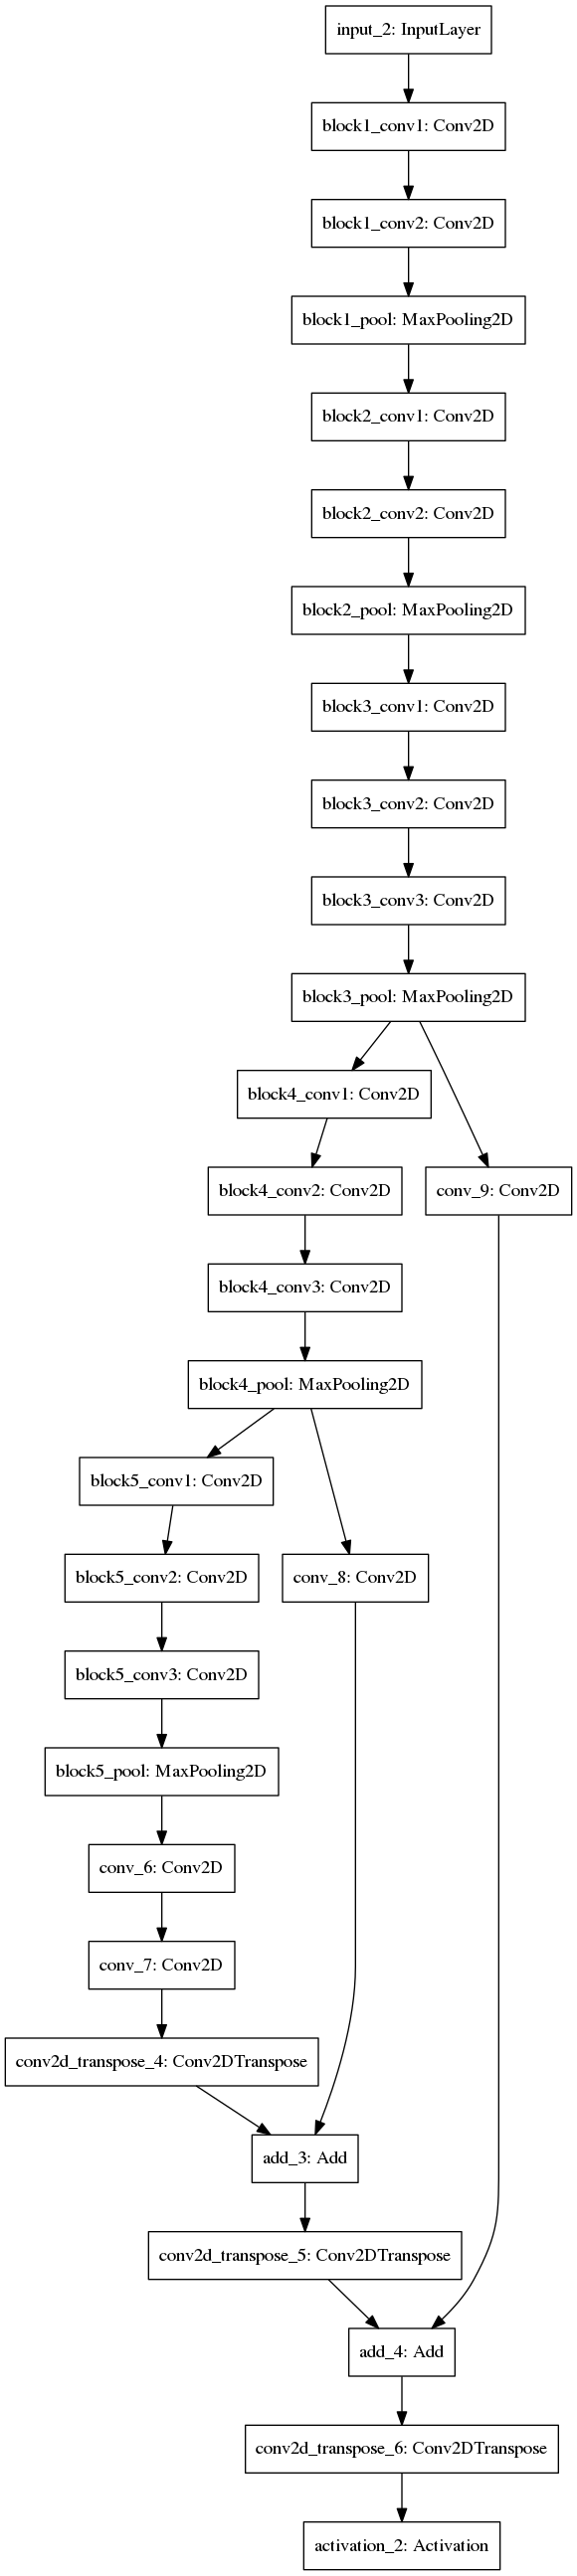 input_2: InputLayer
block1_conv1: Conv2D
block1_conv2: Conv2D
block1_pool: MaxPooling2D
block2_conv1: Conv2D
block2_conv2: Conv2D
block2_pool: MaxPooling2D
block3_conv1: Conv2D
block3_conv2: Conv2D
block3_conv3: Conv2D
block3_pool: MaxPooling2D
block4_conv1: Conv2D
block4_conv2: Conv2D
conv_9: Conv2D
block4_conv3: Conv2D
block4_pool: MaxPooling2D
block5_conv1: Conv2D
block5_conv2: Conv2D
conv_8: Conv2D
block5_conv3: Conv2D
block5_pool: MaxPooling2D
conv_6: Conv2D
conv_7: Conv2D
conv2d_transpose_4: Conv2DTranspose
add_3: Add
conv2d_transpose_5: Conv2DTranspose
add_4: Add
conv2d_transpose_6: Conv2DTranspose
activation_2: Activation